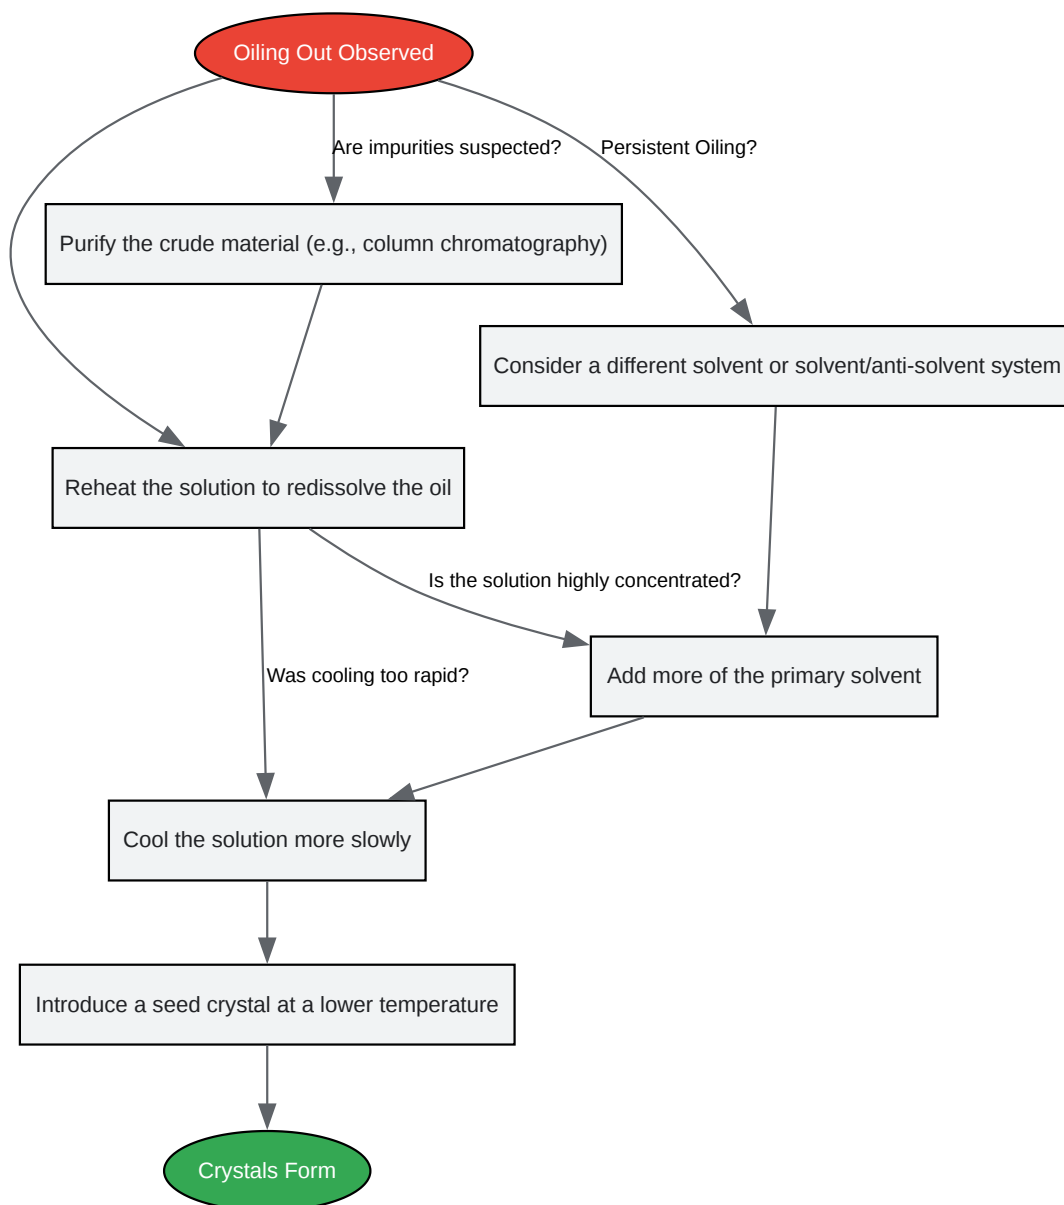 Oiling Out Observed
Are impurities suspected?
Persistent Oiling?
Purify the crude material (e.g., column chromatography)
Consider a different solvent or solvent/anti-solvent system
Reheat the solution to redissolve the oil
Is the solution highly concentrated?
Was cooling too rapid?
Add more of the primary solvent
Cool the solution more slowly
Introduce a seed crystal at a lower temperature
Crystals Form